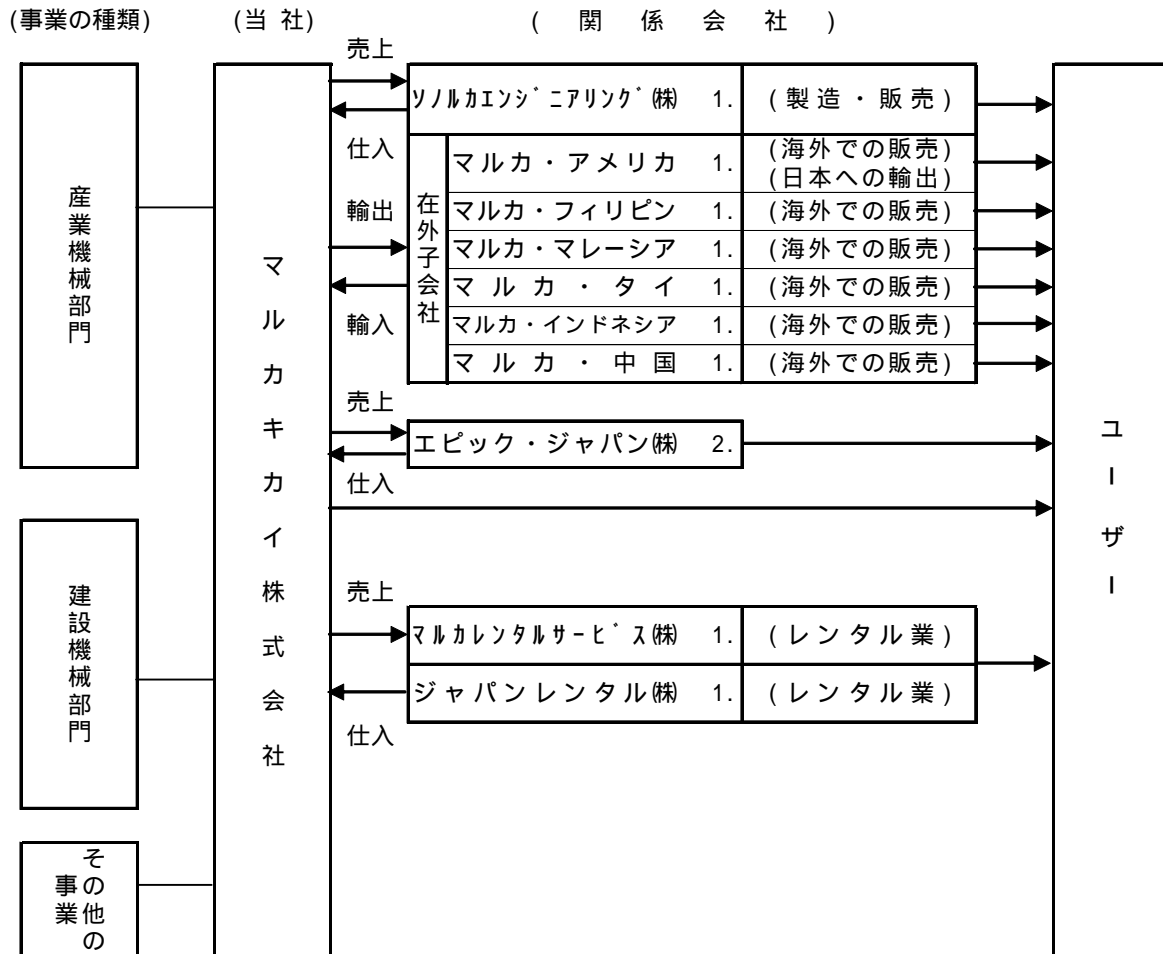 (事業の種類) (当 社) ( 関 係 会 社 )
産業機械部門
建設機械部門
その他の
事業
マルカキカイ株式会社
売上
ソノルカエンジニアリング(株) 1. (製造・販売)
仕入
在外子会社
マルカ・アメリカ 1. (海外での販売)
(日本への輸出)
輸出
マルカ・フィリピン 1. (海外での販売)
マルカ・マレーシア 1. (海外での販売)
マルカ・タイ 1. (海外での販売)
輸入
マルカ・インドネシア 1. (海外での販売)
マルカ・中国 1. (海外での販売)
売上
エピック・ジャパン(株) 2.
仕入
売上
マルカレンタルサービス(株) 1. (レンタル業)
ジャパンレンタル(株) 1. (レンタル業)
仕入
ユーザー